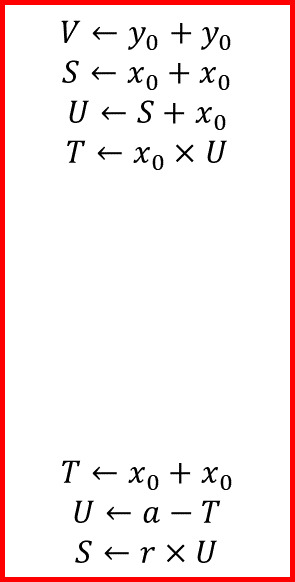 V ← y₀ + y₀
S ← x₀ + x₀
U ← S + x₀
T ← x₀ × U
T ← x₀ + x₀
U ← a − T
S ← r × U